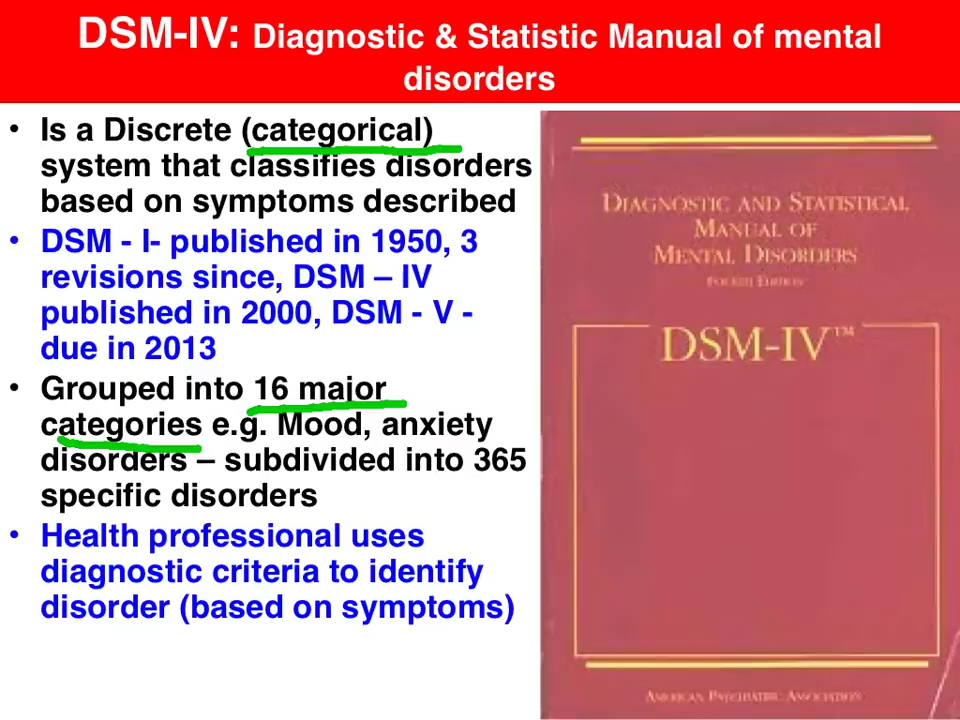 DSM-IV: Diagnostic & Statistic Manual of mental
disorders
• Is a Discrete (categorical)
system that classifies disorders
based on symptoms described
• DSM - I- published in 1950, 3
revisions since, DSM – IV
published in 2000, DSM - V -
due in 2013
• Grouped into 16 major
categories e.g. Mood, anxiety
disorders – subdivided into 365
specific disorders
• Health professional uses
diagnostic criteria to identify
disorder (based on symptoms)
DIAGNOSTIC AND STATISTICAL
MANUAL OF
MENTAL DISORDERS
FOURTH EDITION
DSM-IV™
AMERICAN PSYCHIATRIC ASSOCIATION